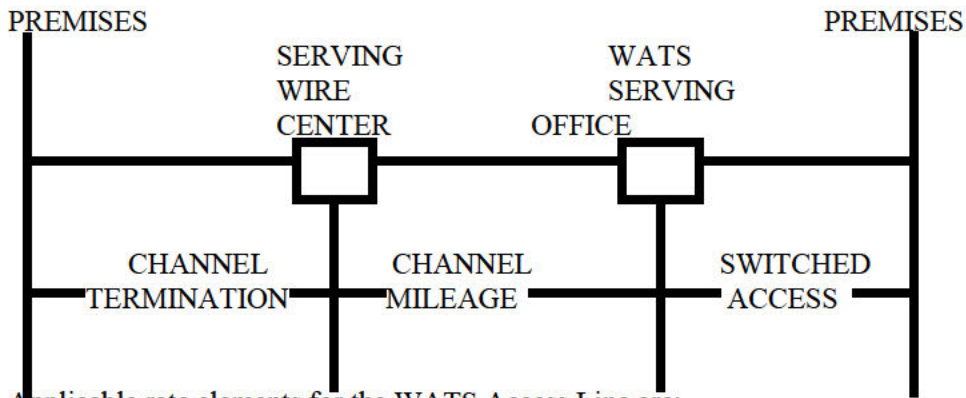 PREMISES PREMISES
SERVING WATS
WIRE SERVING
CENTER OFFICE
CHANNEL CHANNEL SWITCHED
TERMINATION MILEAGE ACCESS
Applicable rate elements for the WATS Access Line are: